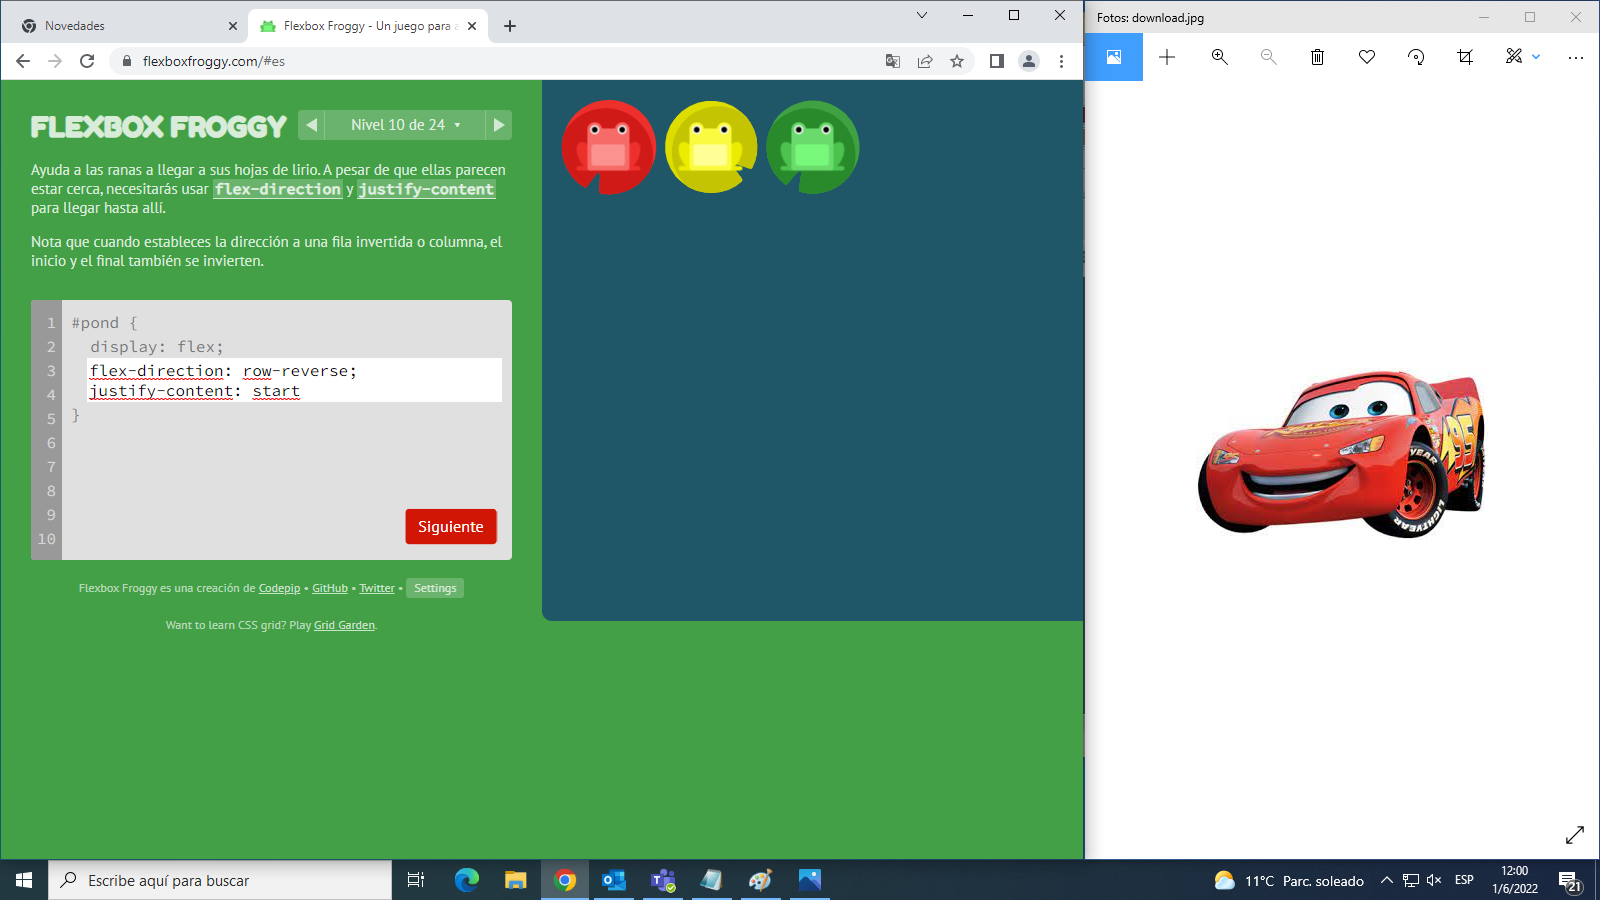 Novedades
Flexbox Froggy - Un juego para a
Fotos: download.jpg
flexboxfroggy.com/#es
FLEXBOX FROGGY
Nivel 10 de 24
Ayuda a las ranas a llegar a sus hojas de lirio. A pesar de que ellas parecen
estar cerca, necesitarás usar flex-direction y justify-content
para llegar hasta allí.
Nota que cuando estableces la dirección a una fila invertida o columna, el
inicio y el final también se invierten.
1 #pond {
2 display: flex;
3 flex-direction: row-reverse;
4 justify-content: start
5 }
6
7
8
9
10
Siguiente
Flexbox Froggy es una creación de Codepip • GitHub • Twitter • Settings
Want to learn CSS grid? Play Grid Garden.
95
LIGHTYEAR
Escribe aquí para buscar
11°C Parc. soleado
ESP
12:00
1/6/2022
21